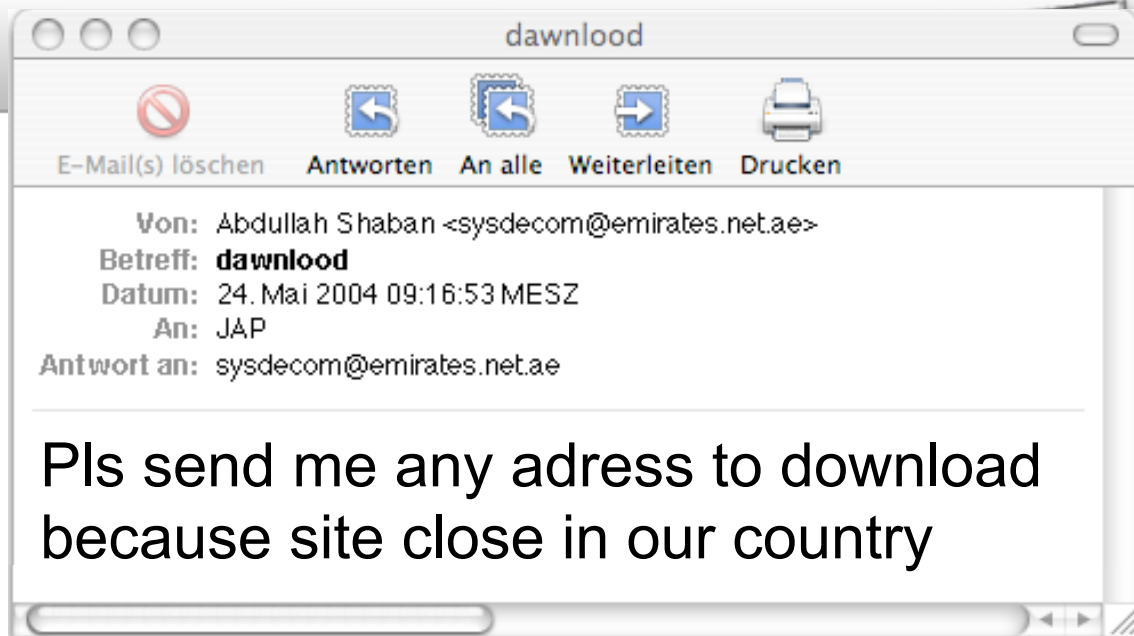 dawnlood
E-Mail(s) löschen Antworten An alle Weiterleiten Drucken
Von: Abdullah Shaban <sysdecom@emirates.net.ae>
Betreff: dawnlood
Datum: 24. Mai 2004 09:16:53 MESZ
An: JAP
Antwort an: sysdecom@emirates.net.ae
Pls send me any adress to download
because site close in our country